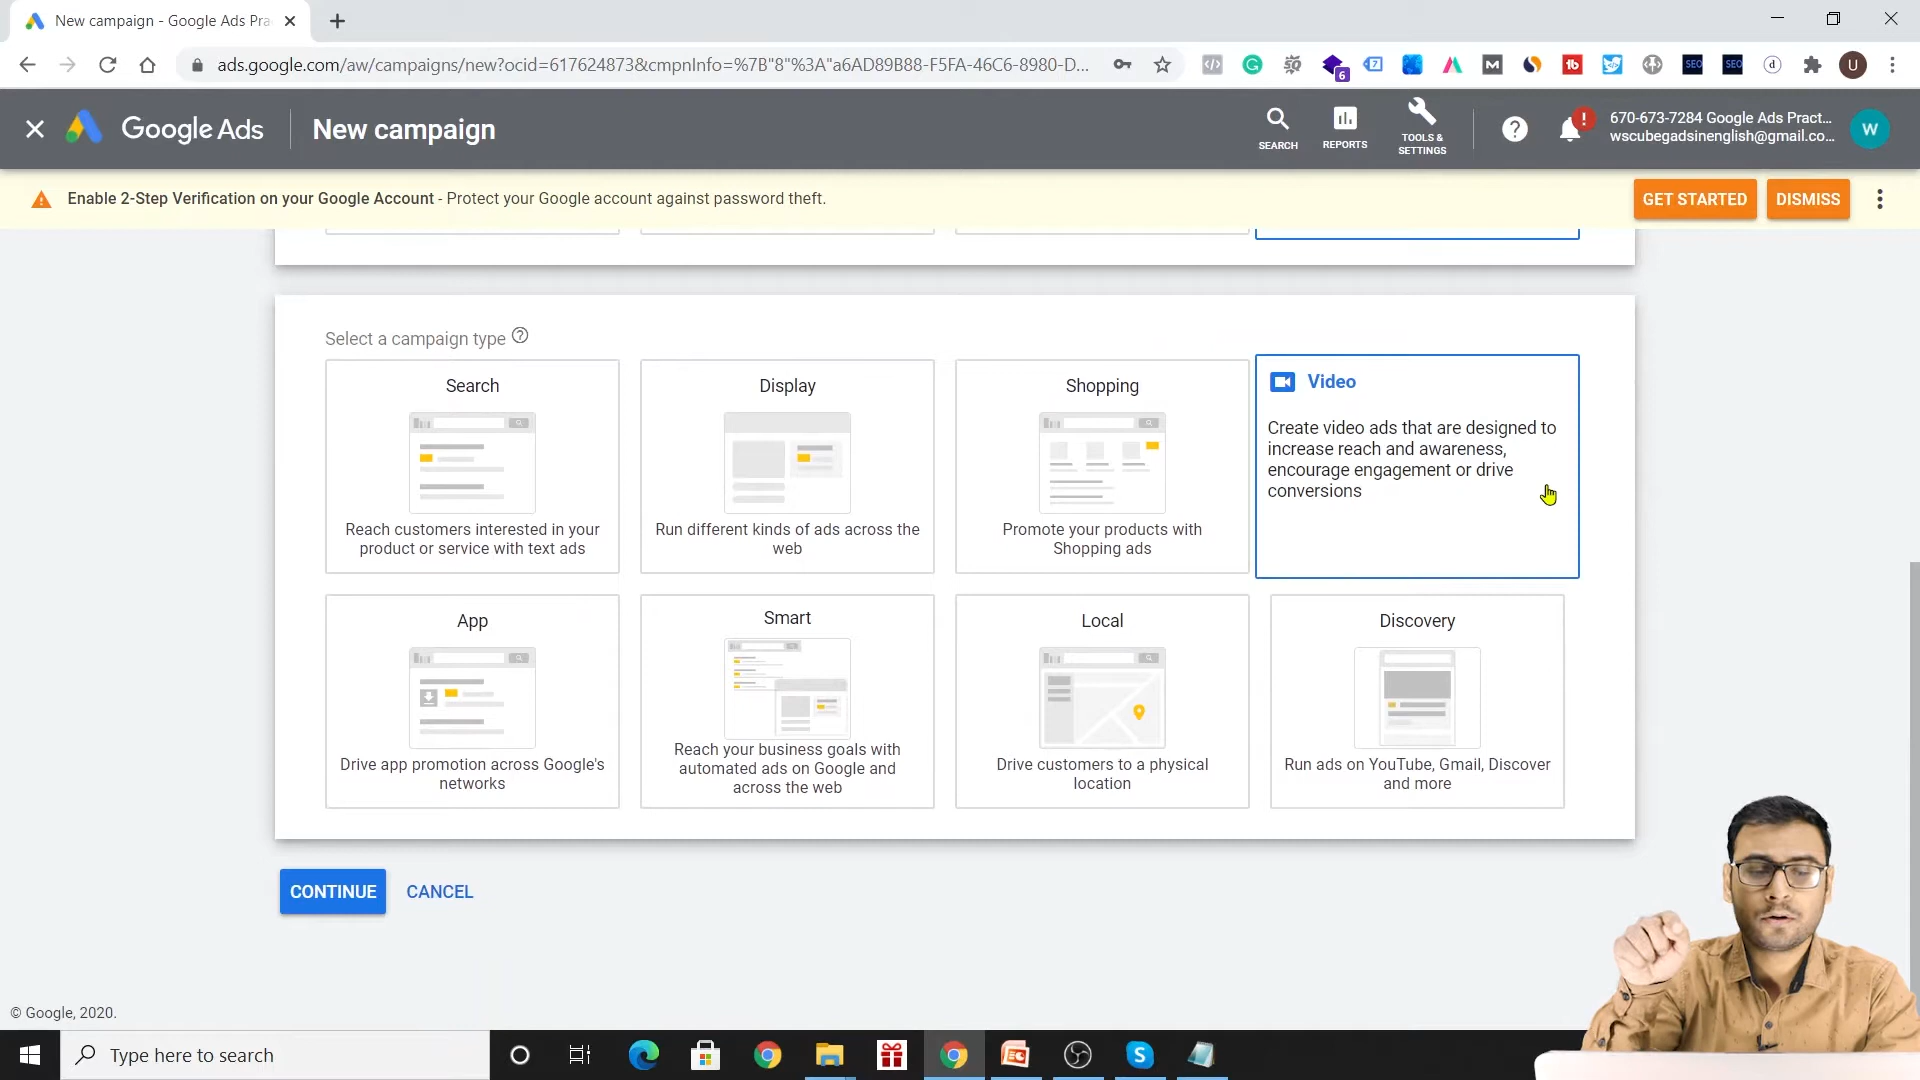 New campaign - Google Ads Pra
ads.google.com/aw/campaigns/new?ocid=617624873&cmpnInfo=%7B"8"%3A"a6AD89B88-F5FA-46C6-8980-D...
Google Ads
New campaign
SEARCH
REPORTS
TOOLS &
SETTINGS
670-673-7284 Google Ads Pract...
wscubegadsinenglish@gmail.co...
W
U
6
7
SEO
SEO
Enable 2-Step Verification on your Google Account - Protect your Google account against password theft.
GET STARTED
DISMISS
Select a campaign type
Search
Reach customers interested in your
product or service with text ads
Display
Run different kinds of ads across the
web
Shopping
Promote your products with
Shopping ads
Video
Create video ads that are designed to
increase reach and awareness,
encourage engagement or drive
conversions
App
Drive app promotion across Google's
networks
Smart
Reach your business goals with
automated ads on Google and
across the web
Local
Drive customers to a physical
location
Discovery
Run ads on YouTube, Gmail, Discover
and more
CONTINUE
CANCEL
© Google, 2020.
Type here to search